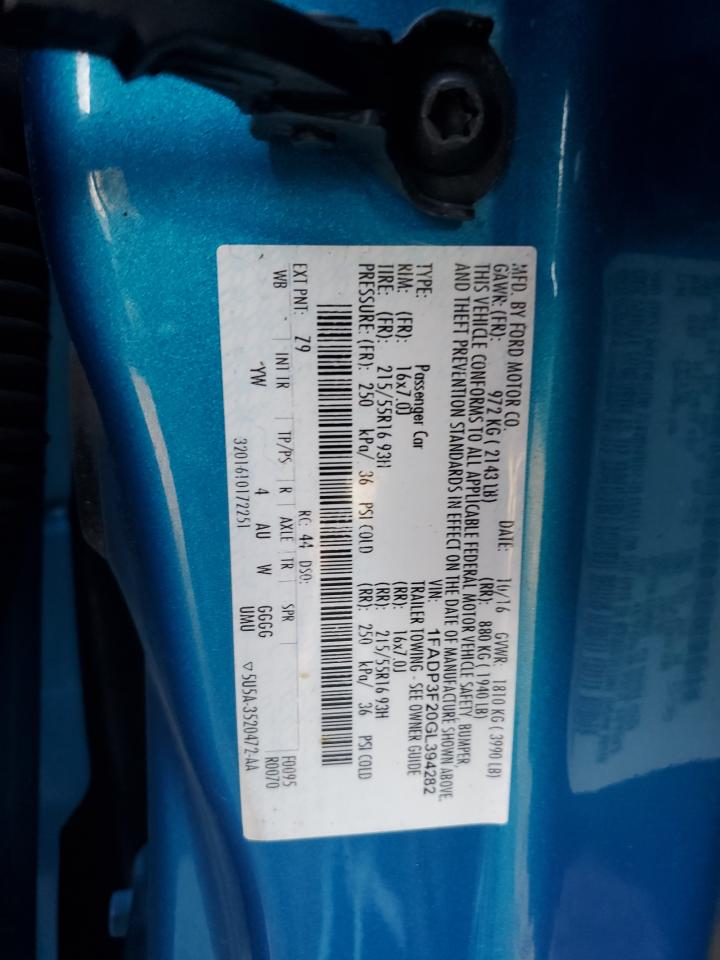 MFD. BY FORD MOTOR CO.
DATE: 10/16 GVWR: 1810 KG ( 3990 LB)
GAWR: (FR): 972 KG ( 2143 LB) (RR): 880 KG ( 1940 LB)
THIS VEHICLE CONFORMS TO ALL APPLICABLE FEDERAL MOTOR VEHICLE SAFETY, BUMPER,
AND THEFT PREVENTION STANDARDS IN EFFECT ON THE DATE OF MANUFACTURE SHOWN ABOVE.
VIN: 1FADP3F20GL394282
TYPE: Passenger Car TRAILER TOWING - SEE OWNER GUIDE
RIM: (FR): 16x7.0J (RR): 16x7.0J
TIRE: (FR): 215/55R16 93H (RR): 215/55R16 93H
PRESSURE: (FR): 250 kPa/ 36 PSI COLD (RR): 250 kPa/ 36 PSI COLD
EXT PNT: Z9 RC: 44 DSO: F0095
WB INT TR TP/PS R AXLE TR SPR R0070
- YW 4 AU W GGGG
UMU
3201610172251 5U5A-3520472-AA